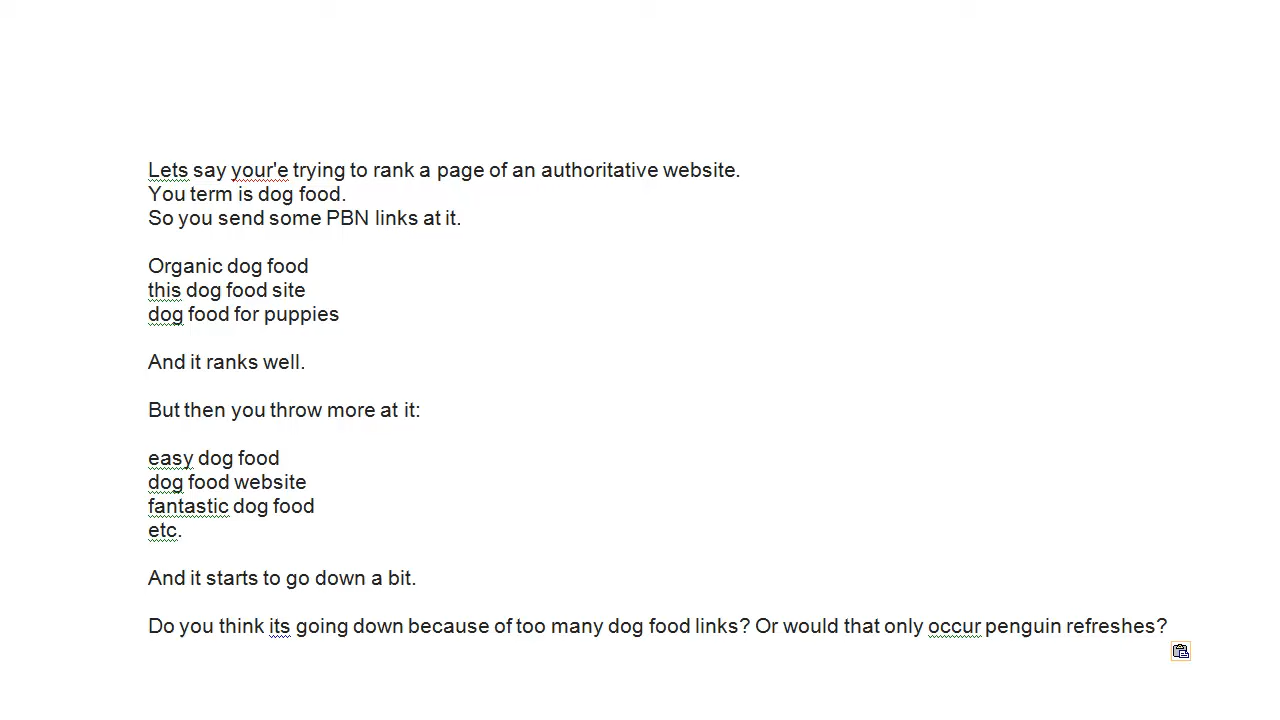 Lets say your'e trying to rank a page of an authoritative website.
You term is dog food.
So you send some PBN links at it.
Organic dog food
this dog food site
dog food for puppies
And it ranks well.
But then you throw more at it:
easy dog food
dog food website
fantastic dog food
etc.
And it starts to go down a bit.
Do you think its going down because of too many dog food links? Or would that only occur penguin refreshes?